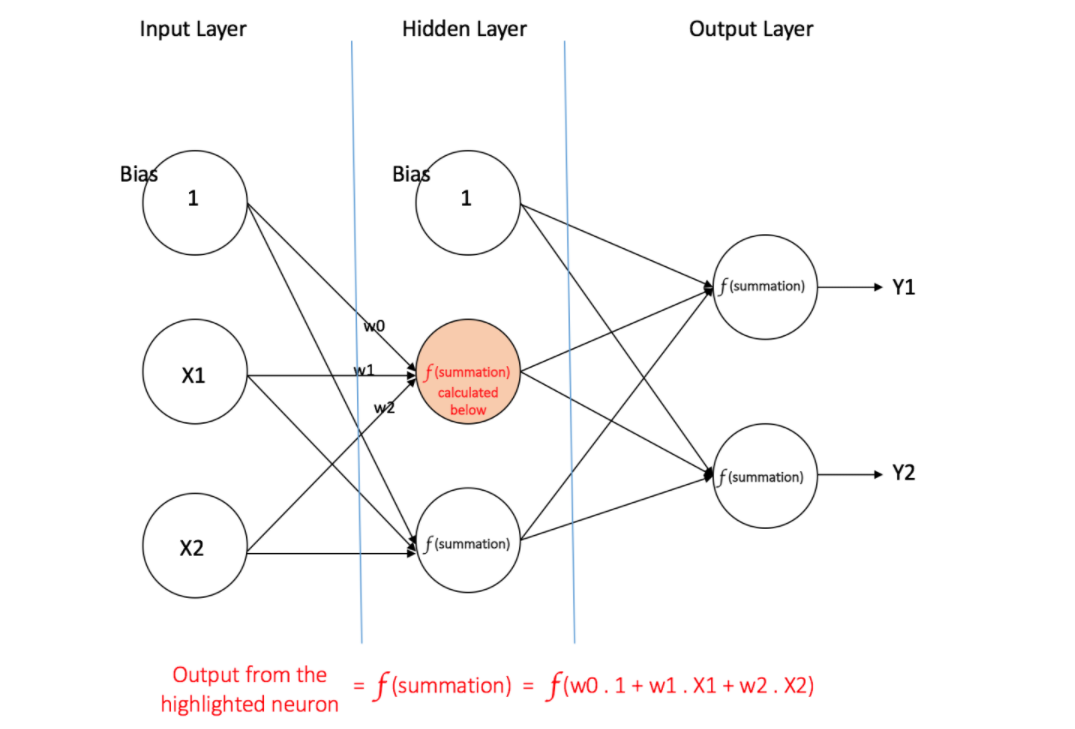 Input Layer
Hidden Layer
Output Layer
Bias
1
Bias
1
f(summation)
Y1
w0
X1
w1
f(summation)
calculated
below
w2
f(summation)
Y2
X2
f(summation)
Output from the
highlighted neuron
= f(summation) = f(w0 . 1 + w1 . X1 + w2 . X2)